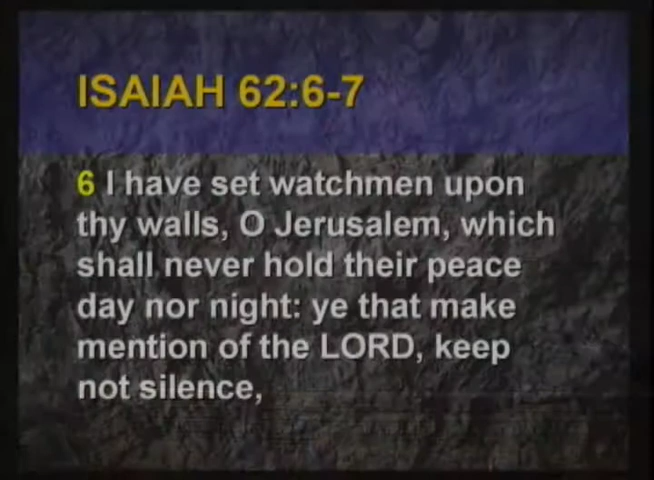 ISAIAH 62:6-7
6 I have set watchmen upon
thy walls, O Jerusalem, which
shall never hold their peace
day nor night: ye that make
mention of the LORD, keep
not silence,